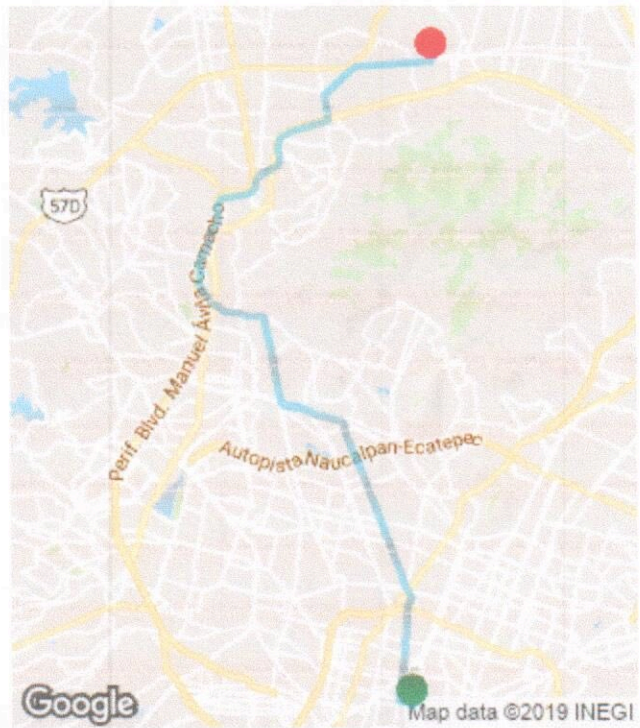 57D
Perif. Blvd. Manuel Ávila Camacho
Autopista Naucalpan-Ecatepec
Google
Map data ©2019 INEGI